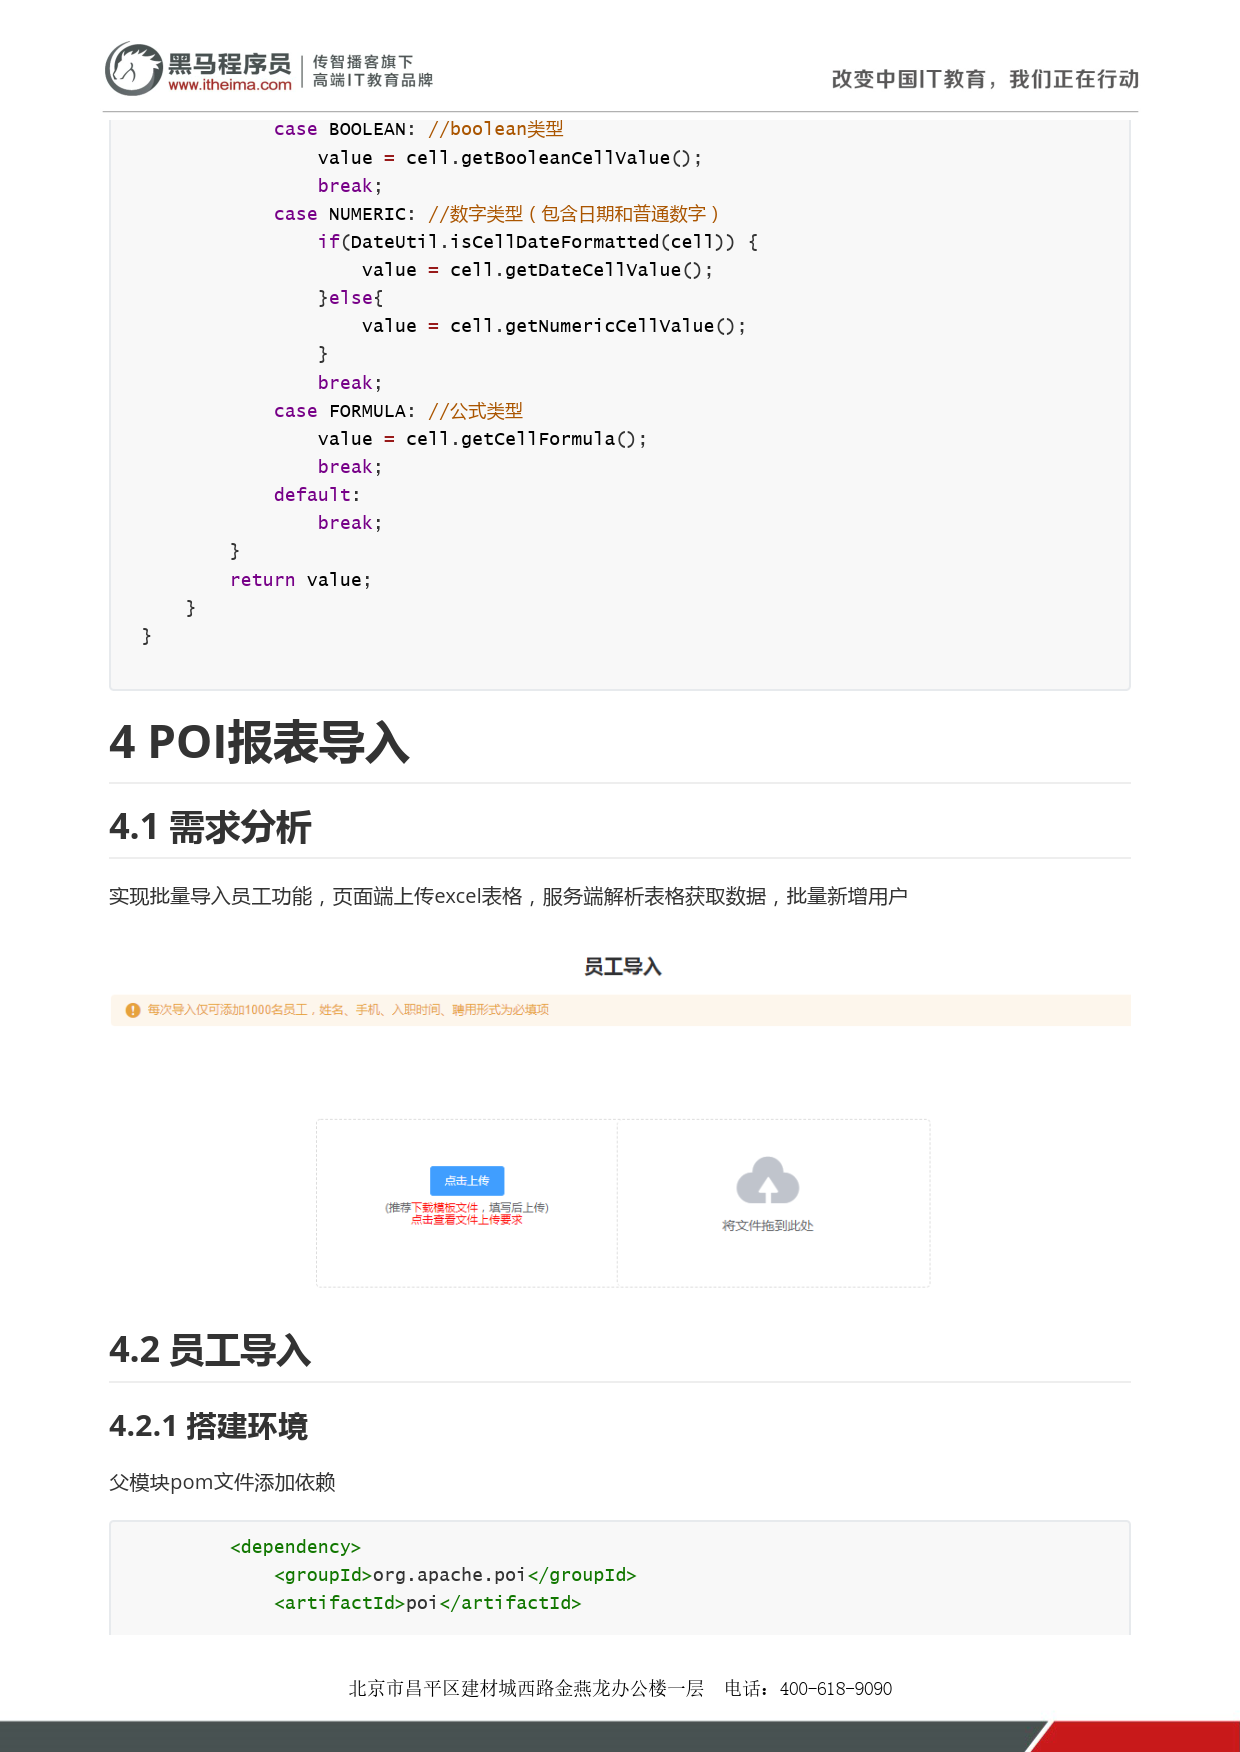 黑马程序员
www.itheima.com
传智播客旗下
高端IT教育品牌
改变中国IT教育，我们正在行动
            case BOOLEAN: //boolean类型
                value = cell.getBooleanCellValue();
                break;
            case NUMERIC: //数字类型（包含日期和普通数字）
                if(DateUtil.isCellDateFormatted(cell)) {
                    value = cell.getDateCellValue();
                }else{
                    value = cell.getNumericCellValue();
                }
                break;
            case FORMULA: //公式类型
                value = cell.getCellFormula();
                break;
            default:
                break;
        }
        return value;
    }
}
4 POI报表导入
4.1 需求分析
实现批量导入员工功能，页面端上传excel表格，服务端解析表格获取数据，批量新增用户
员工导入
每次导入仅可添加1000名员工，姓名、手机、入职时间、聘用形式为必填项
点击上传
(推荐下载模板文件，填写后上传)
点击查看文件上传要求
将文件拖到此处
4.2 员工导入
4.2.1 搭建环境
父模块pom文件添加依赖
        <dependency>
            <groupId>org.apache.poi</groupId>
            <artifactId>poi</artifactId>
北京市昌平区建材城西路金燕龙办公楼一层　电话：400-618-9090